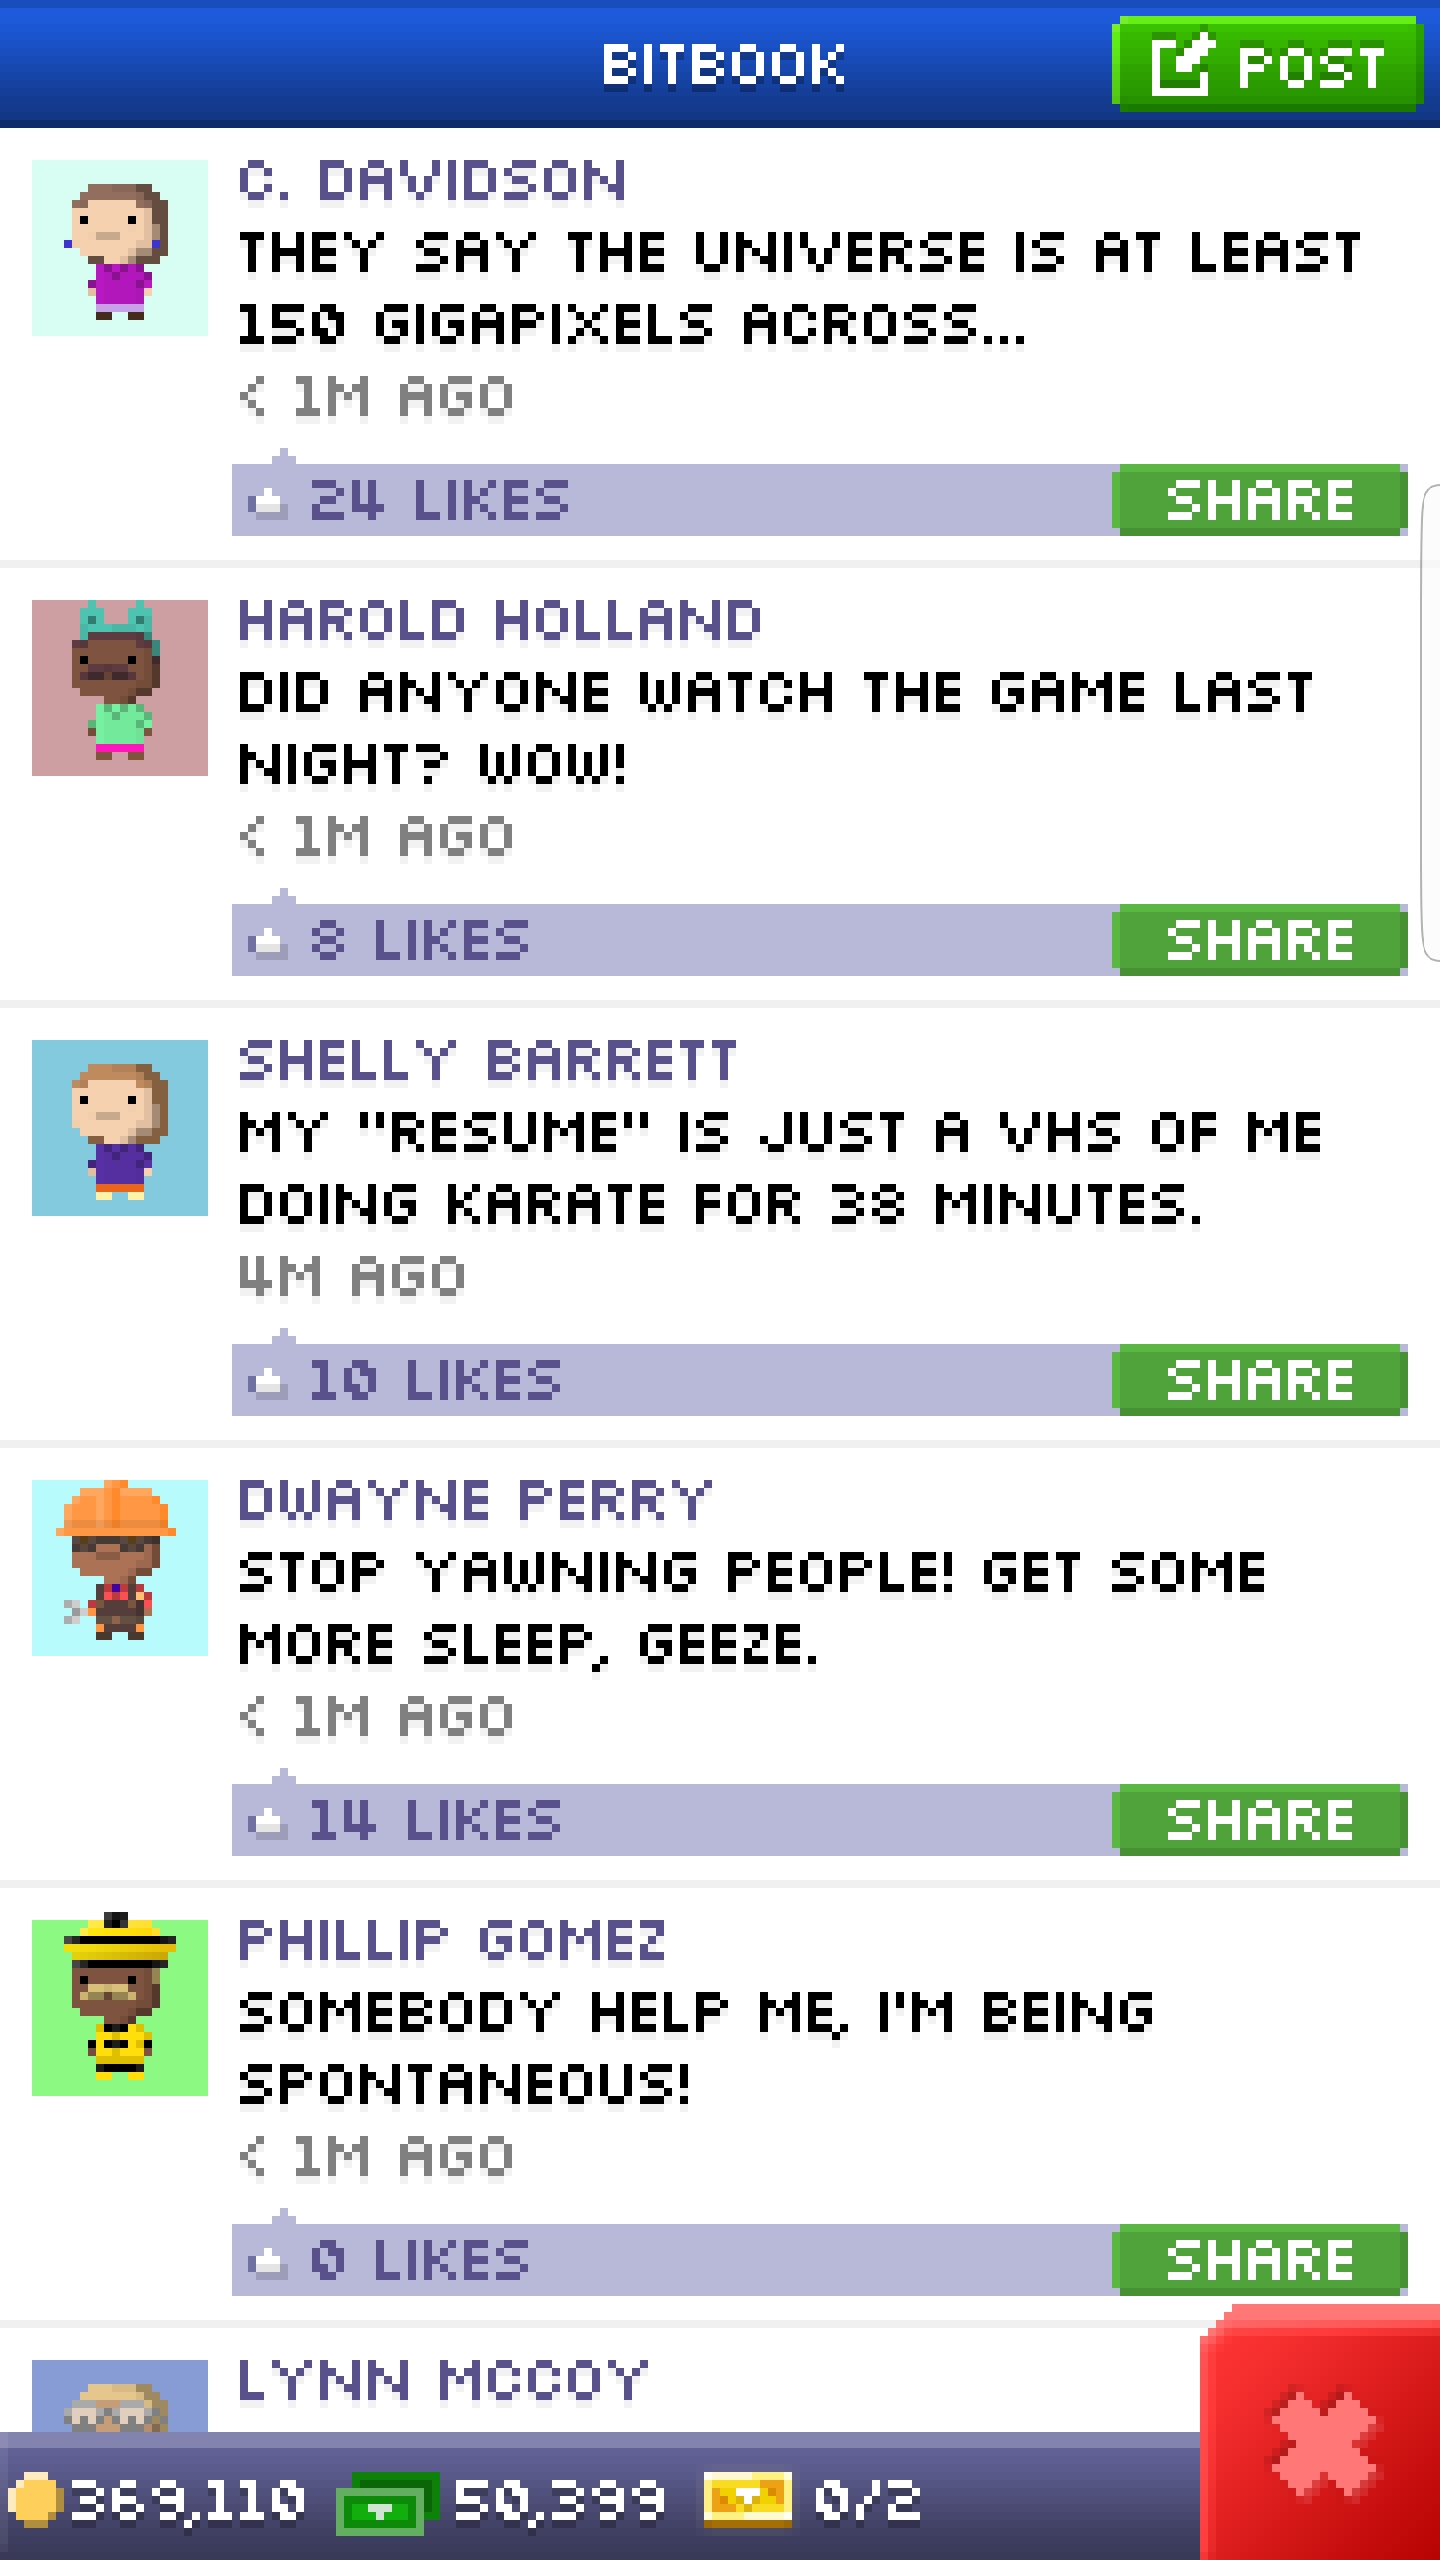 BITBOOK
POST
C. DAVIDSON
THEY SAY THE UNIVERSE IS AT LEAST
150 GIGAPIXELS ACROSS...
< 1M AGO
24 LIKES
SHARE
HAROLD HOLLAND
DID ANYONE WATCH THE GAME LAST
NIGHT? WOW!
< 1M AGO
8 LIKES
SHARE
SHELLY BARRETT
MY "RESUME" IS JUST A VHS OF ME
DOING KARATE FOR 38 MINUTES.
4M AGO
10 LIKES
SHARE
DWAYNE PERRY
STOP YAWNING PEOPLE! GET SOME
MORE SLEEP, GEEZE.
< 1M AGO
14 LIKES
SHARE
PHILLIP GOMEZ
SOMEBODY HELP ME, I'M BEING
SPONTANEOUS!
< 1M AGO
0 LIKES
SHARE
LYNN MCCOY
369,110 50,399 0/2